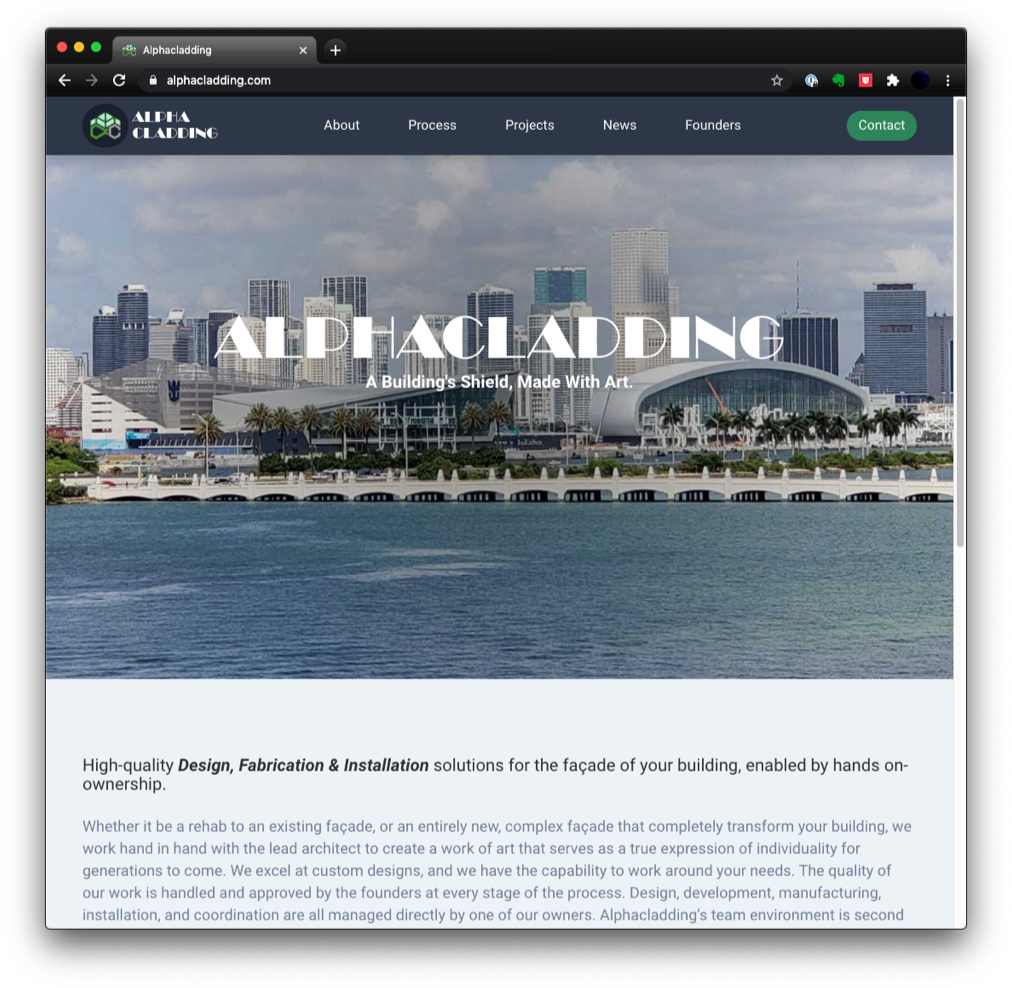 Alphacladding
alphacladding.com
ALPHA
CLADDING
About
Process
Projects
News
Founders
Contact
ALPHACLADDING
A Building's Shield, Made With Art.
High-quality Design, Fabrication & Installation solutions for the façade of your building, enabled by hands on-
ownership.
Whether it be a rehab to an existing façade, or an entirely new, complex façade that completely transform your building, we
work hand in hand with the lead architect to create a work of art that serves as a true expression of individuality for
generations to come. We excel at custom designs, and we have the capability to work around your needs. The quality of
our work is handled and approved by the founders at every stage of the process. Design, development, manufacturing,
installation, and coordination are all managed directly by one of our owners. Alphacladding's team environment is second